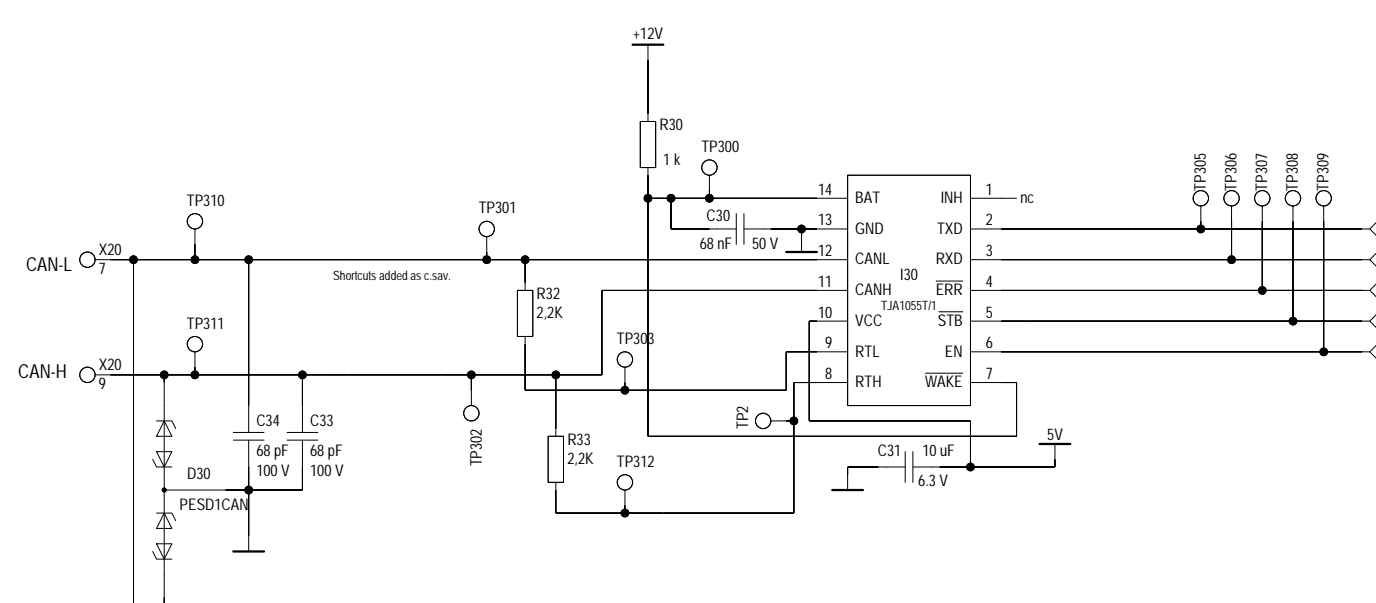 +12V
R30
1 k
TP300
14 BAT INH 1 nc
C30
68 nF 50 V
13 GND TXD 2
12 CANL RXD 3
I30
11 CANH ERR 4
TJA1055T/1
10 VCC STB 5
9 RTL EN 6
8 RTH WAKE 7
TP305
TP306
TP307
TP308
TP309
TP310
TP301
CAN-L X20
7
Shortcuts added as c.sav.
R32
2,2K
TP311
TP303
CAN-H X20
9
TP302
TP2
C34
68 pF
100 V
C33
68 pF
100 V
R33
2,2K
TP312
D30
PESD1CAN
C31 10 uF
6.3 V
5V